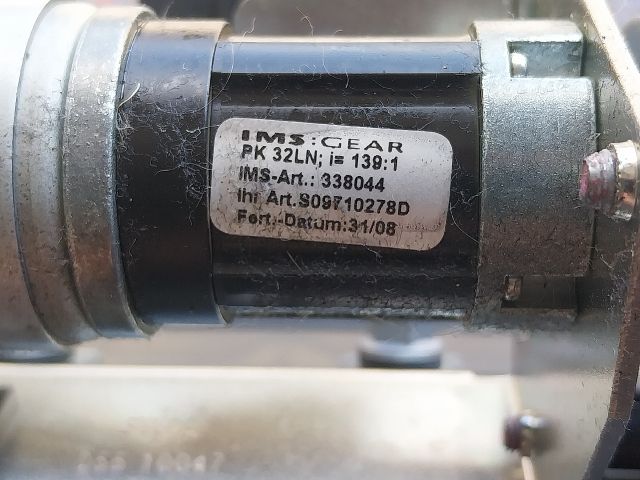 IMS:GEAR
PK 32LN; i= 139:1
IMS-Art.: 338044
Ihr Art.S09710278D
Fert.-Datum:31/08